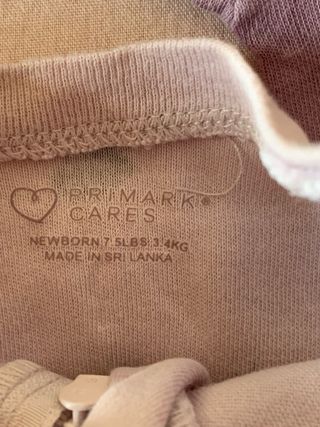 PRIMARK®
CARES
NEWBORN 7.5LBS 3.4KG
MADE IN SRI LANKA